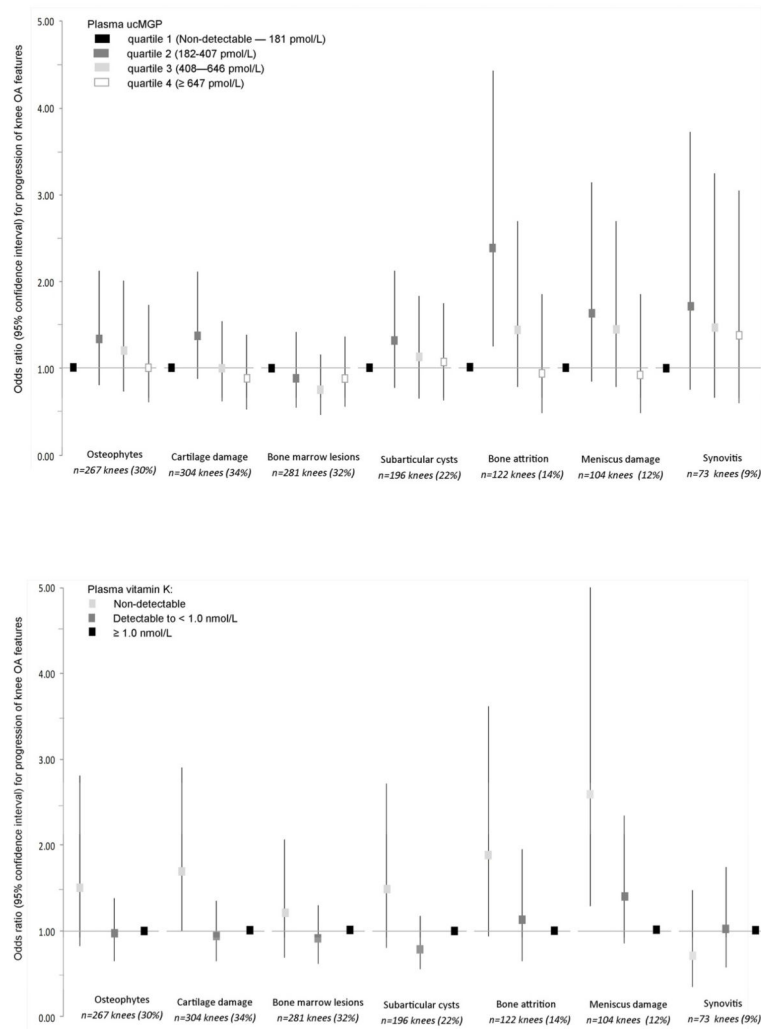 Plasma ucMGP
quartile 1 (Non-detectable — 181 pmol/L)
quartile 2 (182-407 pmol/L)
quartile 3 (408—646 pmol/L)
quartile 4 (≥ 647 pmol/L)
Odds ratio (95% confidence interval) for progression of knee OA features
5.00
4.00
3.00
2.00
1.00
0.00
Osteophytes
n=267 knees (30%)
Cartilage damage
n=304 knees (34%)
Bone marrow lesions
n=281 knees (32%)
Subarticular cysts
n=196 knees (22%)
Bone attrition
n=122 knees (14%)
Meniscus damage
n=104 knees (12%)
Synovitis
n=73 knees (9%)
Plasma vitamin K:
Non-detectable
Detectable to < 1.0 nmol/L
≥ 1.0 nmol/L
Odds ratio (95% confidence interval) for progression of knee OA features
5.00
4.00
3.00
2.00
1.00
0.00
Osteophytes
n=267 knees (30%)
Cartilage damage
n=304 knees (34%)
Bone marrow lesions
n=281 knees (32%)
Subarticular cysts
n=196 knees (22%)
Bone attrition
n=122 knees (14%)
Meniscus damage
n=104 knees (12%)
Synovitis
n=73 knees (9%)